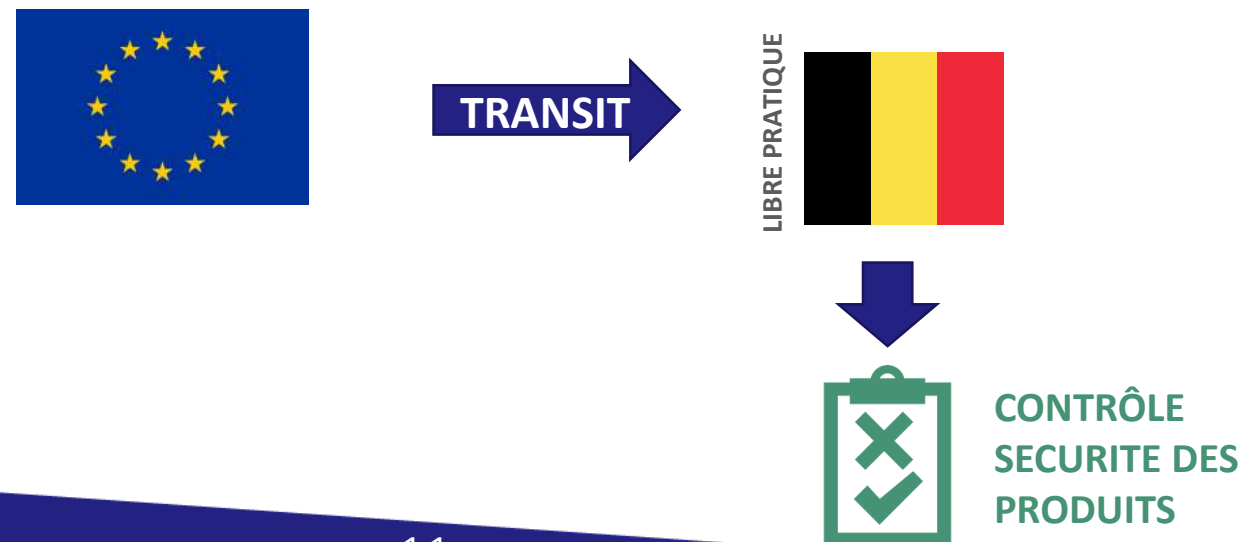 TRANSIT
LIBRE PRATIQUE
CONTRÔLE
SECURITE DES
PRODUITS